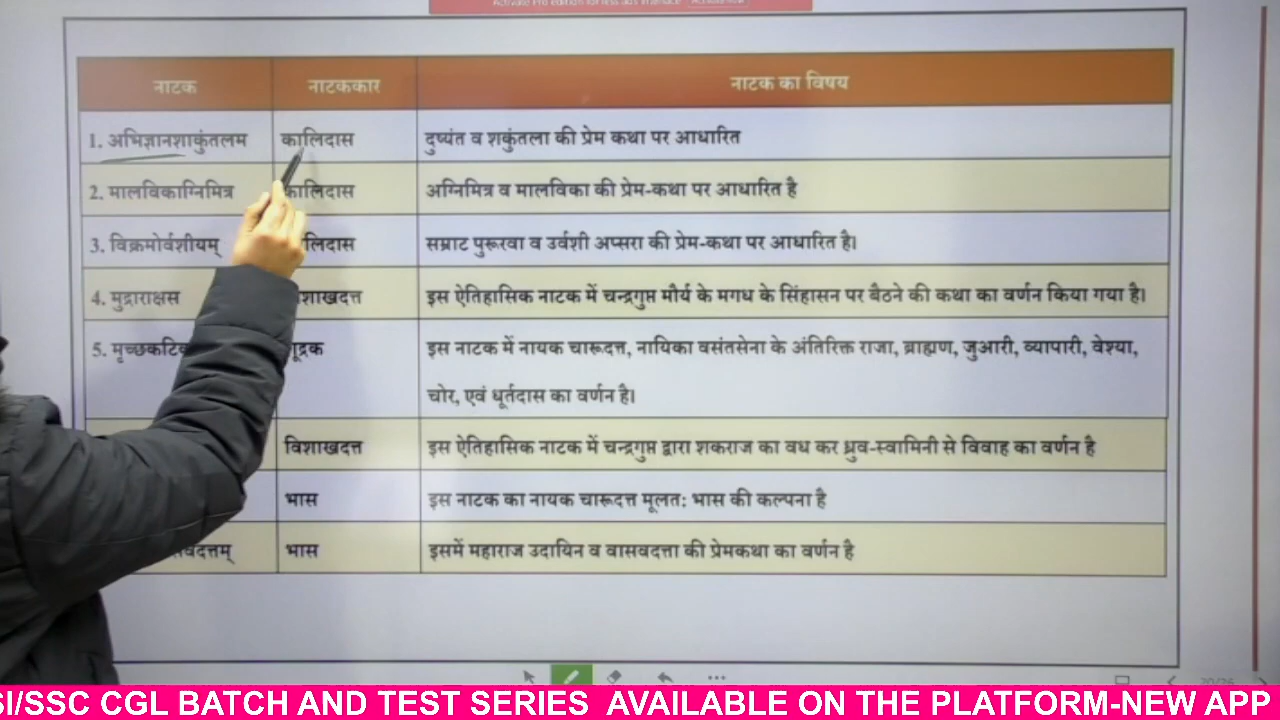 नाटक नाटककार नाटक का विषय
1. अभिज्ञानशाकुंतलम कालिदास दुष्यंत व शकुंतला की प्रेम कथा पर आधारित
2. मालविकाग्निमित्र कालिदास अग्निमित्र व मालविका की प्रेम-कथा पर आधारित है
3. विक्रमोर्वशीयम् लिदास सम्राट पुरूरवा व उर्वशी अप्सरा की प्रेम-कथा पर आधारित है।
4. मुद्राराक्षस शाखदत्त इस ऐतिहासिक नाटक में चन्द्रगुप्त मौर्य के मगध के सिंहासन पर बैठने की कथा का वर्णन किया गया है।
5. मृच्छकटि शूद्रक इस नाटक में नायक चारूदत्त, नायिका वसंतसेना के अंतिरिक्त राजा, ब्राह्मण, जुआरी, व्यापारी, वेश्या,
चोर, एवं धूर्तदास का वर्णन है।
विशाखदत्त इस ऐतिहासिक नाटक में चन्द्रगुप्त द्वारा शकराज का वध कर ध्रुव-स्वामिनी से विवाह का वर्णन है
भास इस नाटक का नायक चारूदत्त मूलत: भास की कल्पना है
वदत्तम् भास इसमें महाराज उदायिन व वासवदत्ता की प्रेमकथा का वर्णन है
SI/SSC CGL BATCH AND TEST SERIES AVAILABLE ON THE PLATFORM-NEW APP